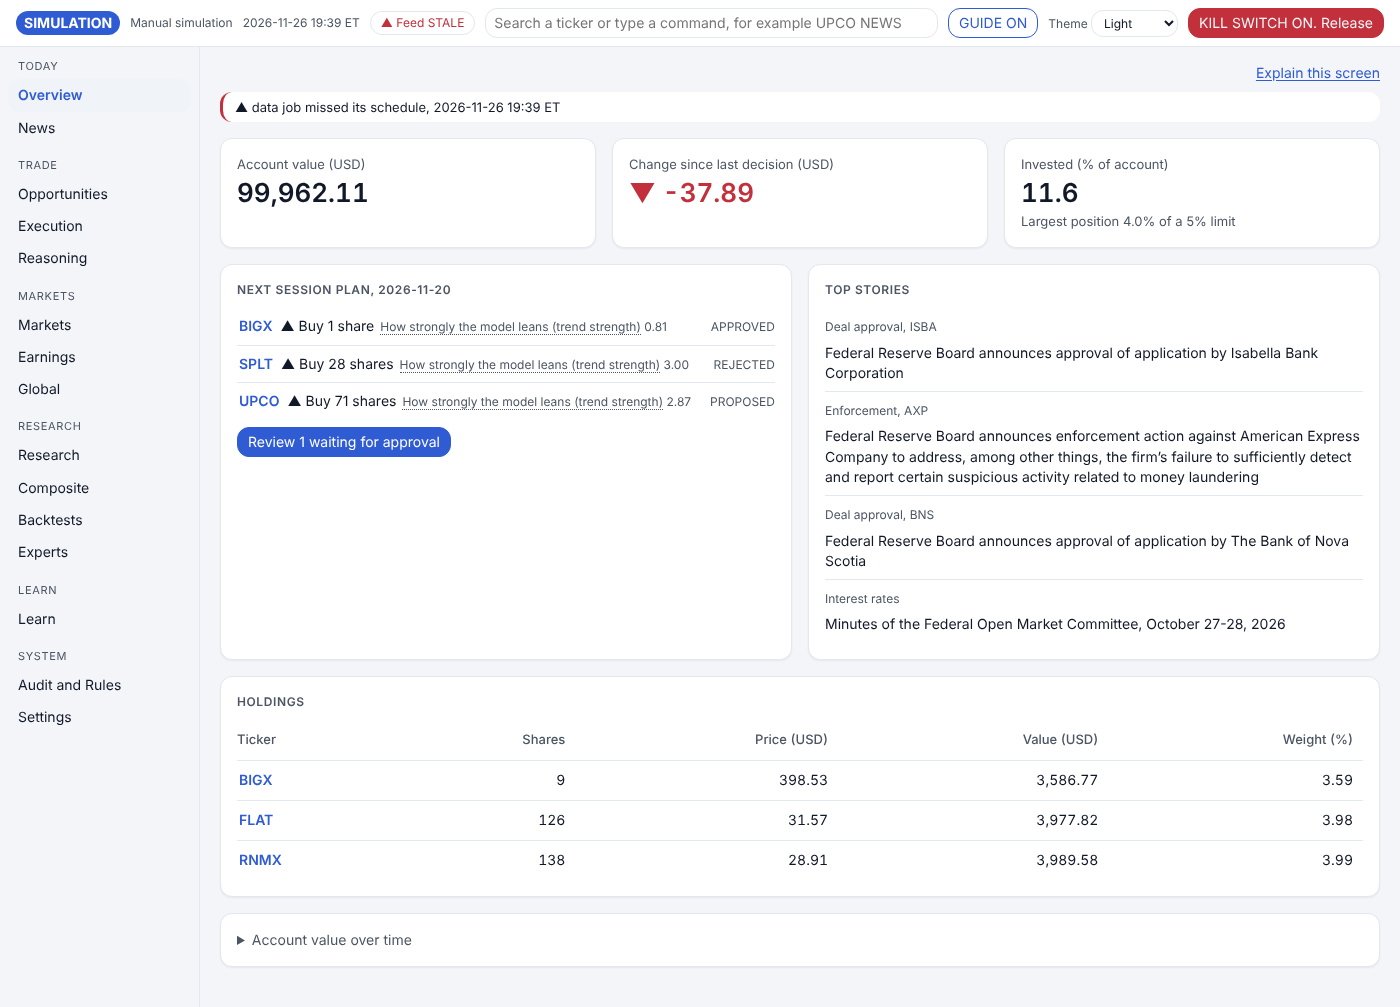 SIMULATION Manual simulation 2026-11-26 19:39 ET ▲ Feed STALE Search a ticker or type a command, for example UPCO NEWS GUIDE ON Theme Light KILL SWITCH ON. Release
TODAY
Overview
News
TRADE
Opportunities
Execution
Reasoning
MARKETS
Markets
Earnings
Global
RESEARCH
Research
Composite
Backtests
Experts
LEARN
Learn
SYSTEM
Audit and Rules
Settings
Explain this screen
▲ data job missed its schedule, 2026-11-26 19:39 ET
Account value (USD)
99,962.11
Change since last decision (USD)
▼ -37.89
Invested (% of account)
11.6
Largest position 4.0% of a 5% limit
NEXT SESSION PLAN, 2026-11-20
BIGX ▲ Buy 1 share How strongly the model leans (trend strength) 0.81 APPROVED
SPLT ▲ Buy 28 shares How strongly the model leans (trend strength) 3.00 REJECTED
UPCO ▲ Buy 71 shares How strongly the model leans (trend strength) 2.87 PROPOSED
Review 1 waiting for approval
TOP STORIES
Deal approval, ISBA
Federal Reserve Board announces approval of application by Isabella Bank
Corporation
Enforcement, AXP
Federal Reserve Board announces enforcement action against American Express
Company to address, among other things, the firm’s failure to sufficiently detect
and report certain suspicious activity related to money laundering
Deal approval, BNS
Federal Reserve Board announces approval of application by The Bank of Nova
Scotia
Interest rates
Minutes of the Federal Open Market Committee, October 27-28, 2026
HOLDINGS
Ticker Shares Price (USD) Value (USD) Weight (%)
BIGX 9 398.53 3,586.77 3.59
FLAT 126 31.57 3,977.82 3.98
RNMX 138 28.91 3,989.58 3.99
▶ Account value over time